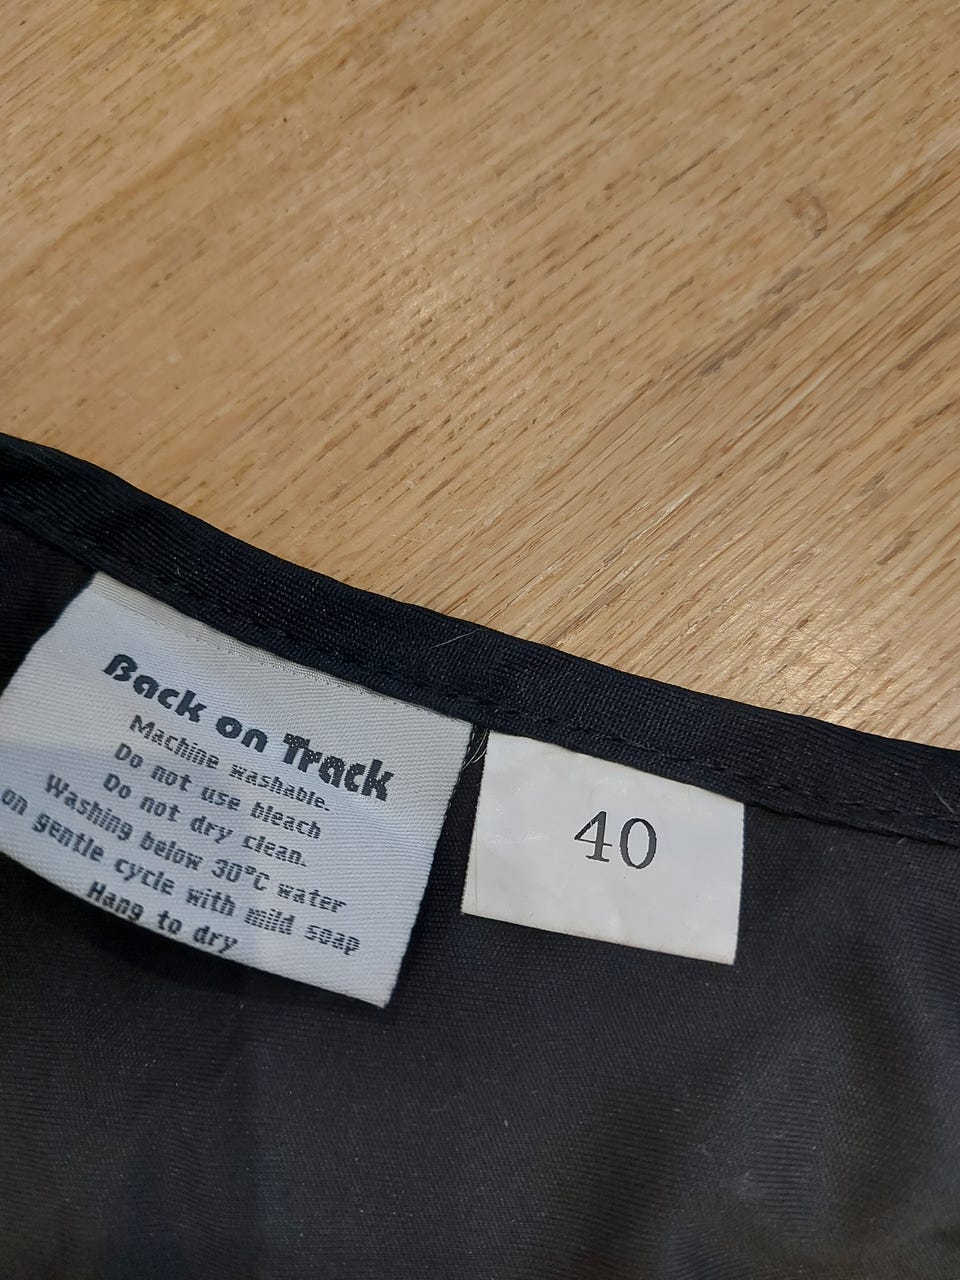 Back on Track
Machine washable.
Do not use bleach
Do not dry clean.
Washing below 30°C water
on gentle cycle with mild soap
Hang to dry
40